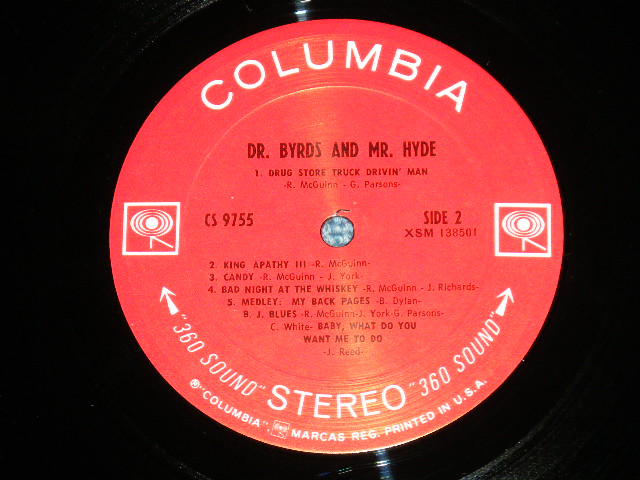 COLUMBIA
DR. BYRDS AND MR. HYDE
1. DRUG STORE TRUCK DRIVIN' MAN
-R. McGuinn - G. Parsons-
CS 9755
SIDE 2
XSM 138501
2. KING APATHY III -R. McGuinn-
3. CANDY -R. McGuinn - J. York-
4. BAD NIGHT AT THE WHISKEY -R. McGuinn - J. Richards-
5. MEDLEY: MY BACK PAGES -B. Dylan-
B. J. BLUES -R. McGuinn-J. York-G. Parsons-
C. White- BABY, WHAT DO YOU
WANT ME TO DO
-J. Reed-
"360 SOUND" STEREO "360 SOUND"
® "COLUMBIA", MARCAS REG. PRINTED IN U.S.A.